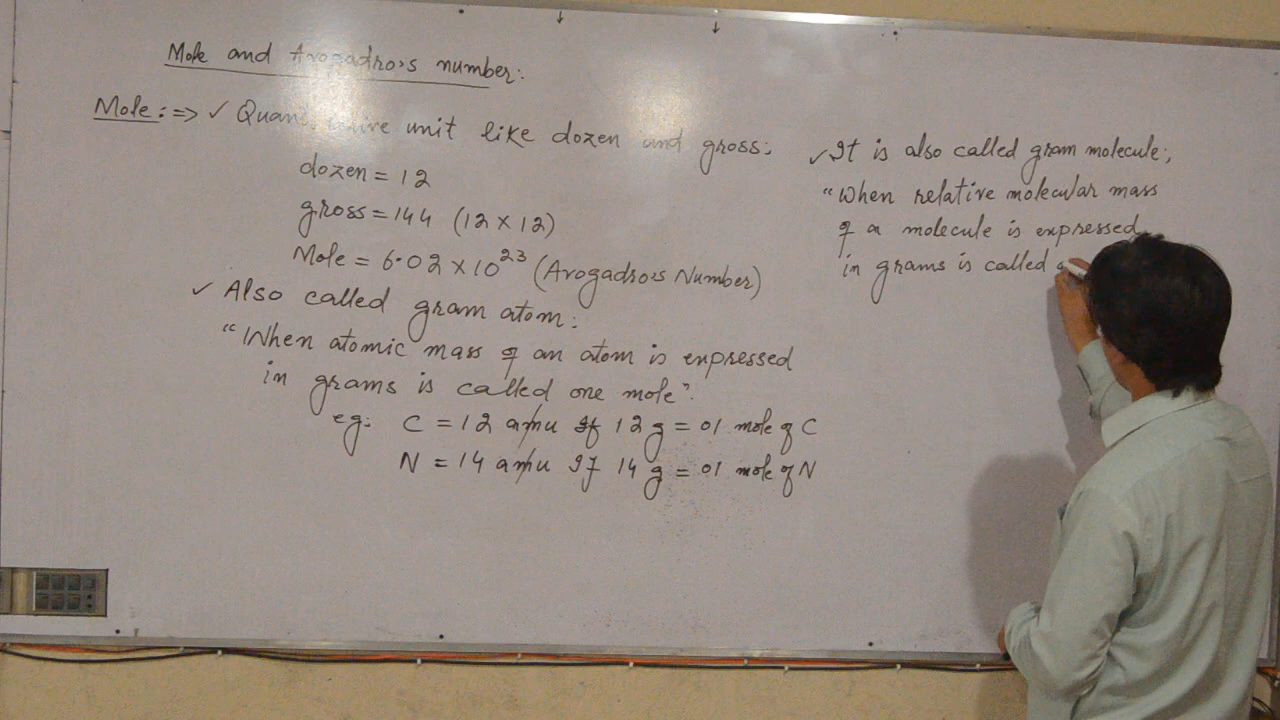 Mole and Avogadro's number:
Mole:⇒ ✓ Quantitative unit like dozen and gross;
dozen = 12
gross = 144 (12 × 12)
Mole = 6.02 × 10²³ (Avogadro's Number)
✓ Also called gram atom:
"When atomic mass of an atom is expressed
in grams is called one mole".
eg: C = 12 amu If 12 g = 01 mole of C
N = 14 amu If 14 g = 01 mole of N
✓ It is also called gram molecule;
"When relative molecular mass
of a molecule is expressed
in grams is called